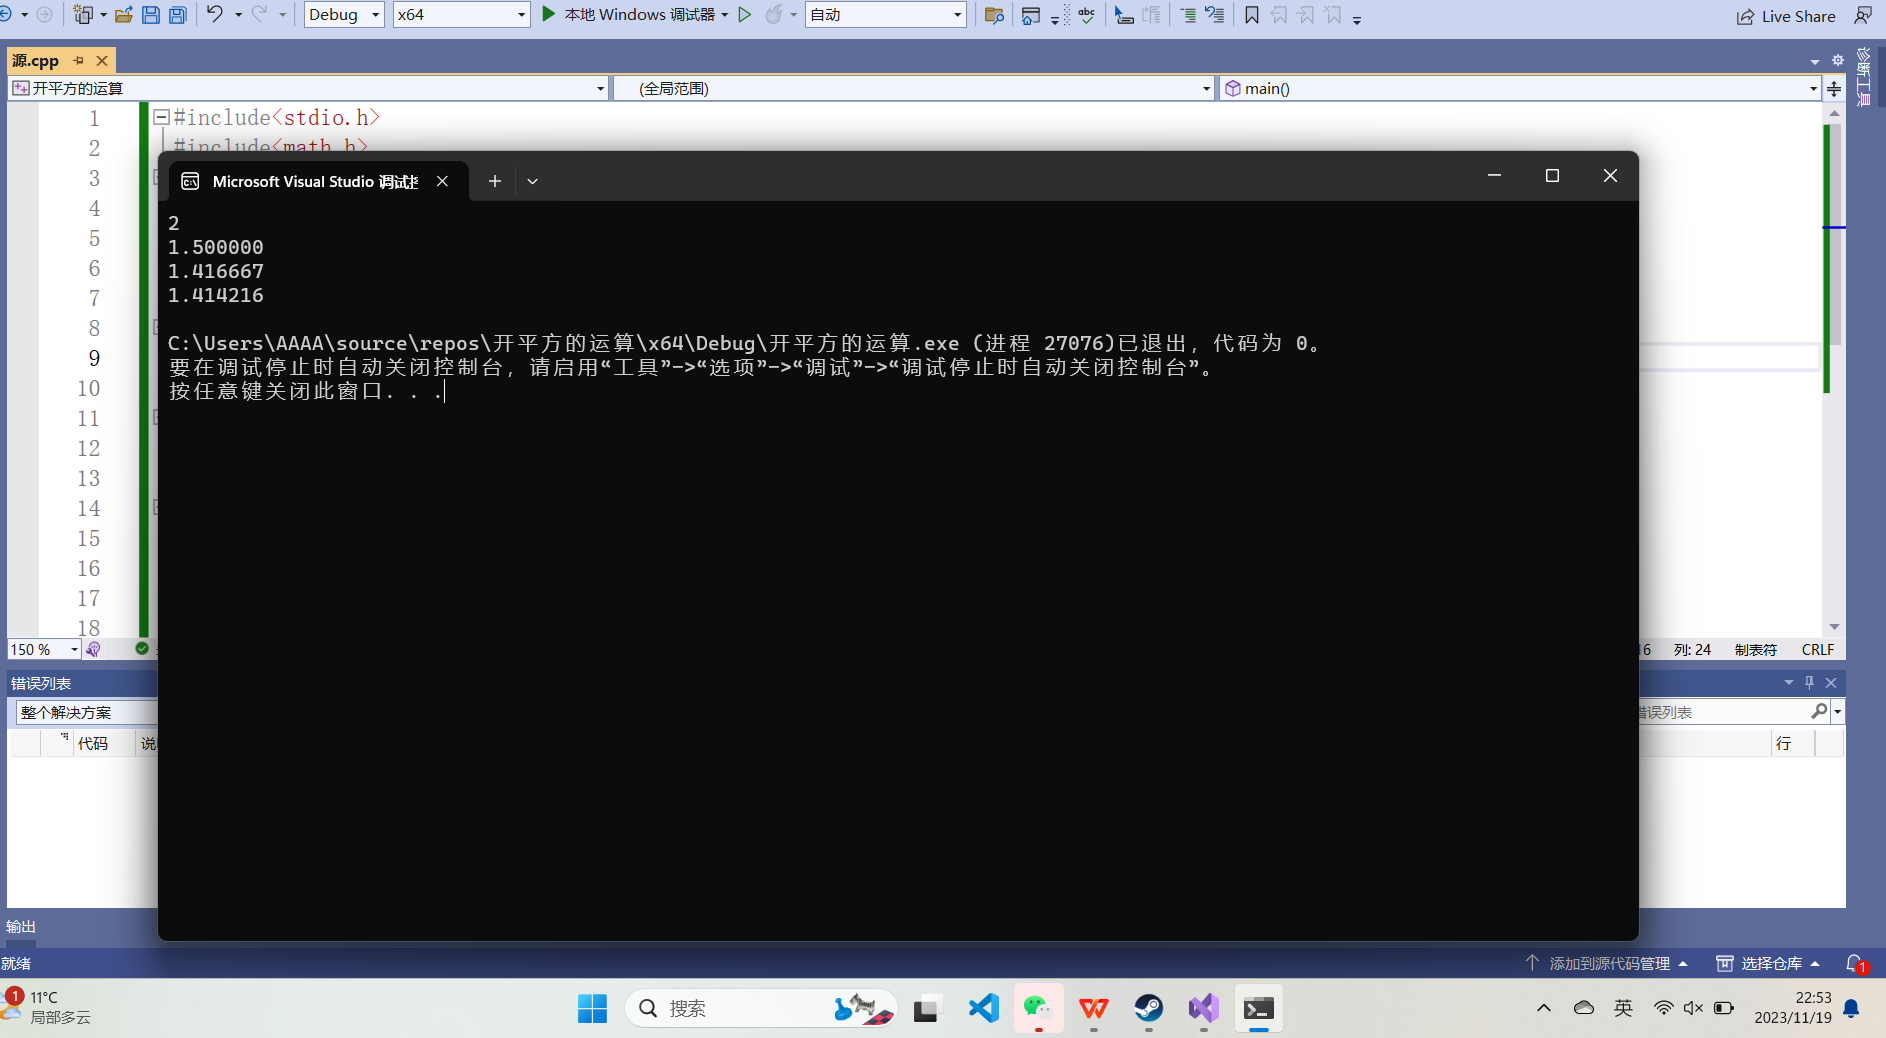 Debug
x64
本地 Windows 调试器
自动
Live Share
源.cpp
诊断工具
开平方的运算
(全局范围)
main()
1
#include<stdio.h>
2
#include<math.h>
3
4
5
6
7
8
9
10
11
12
13
14
15
16
17
18
Microsoft Visual Studio 调试
2
1.500000
1.416667
1.414216
C:\Users\AAAA\source\repos\开平方的运算\x64\Debug\开平方的运算.exe (进程 27076)已退出，代码为 0。
要在调试停止时自动关闭控制台，请启用“工具”->“选项”->“调试”->“调试停止时自动关闭控制台”。
按任意键关闭此窗口. . .
150 %
列: 24
制表符
CRLF
错误列表
整个解决方案
错误列表
代码
行
输出
就绪
添加到源代码管理
选择仓库
1
1
11°C
局部多云
搜索
英
22:53
2023/11/19